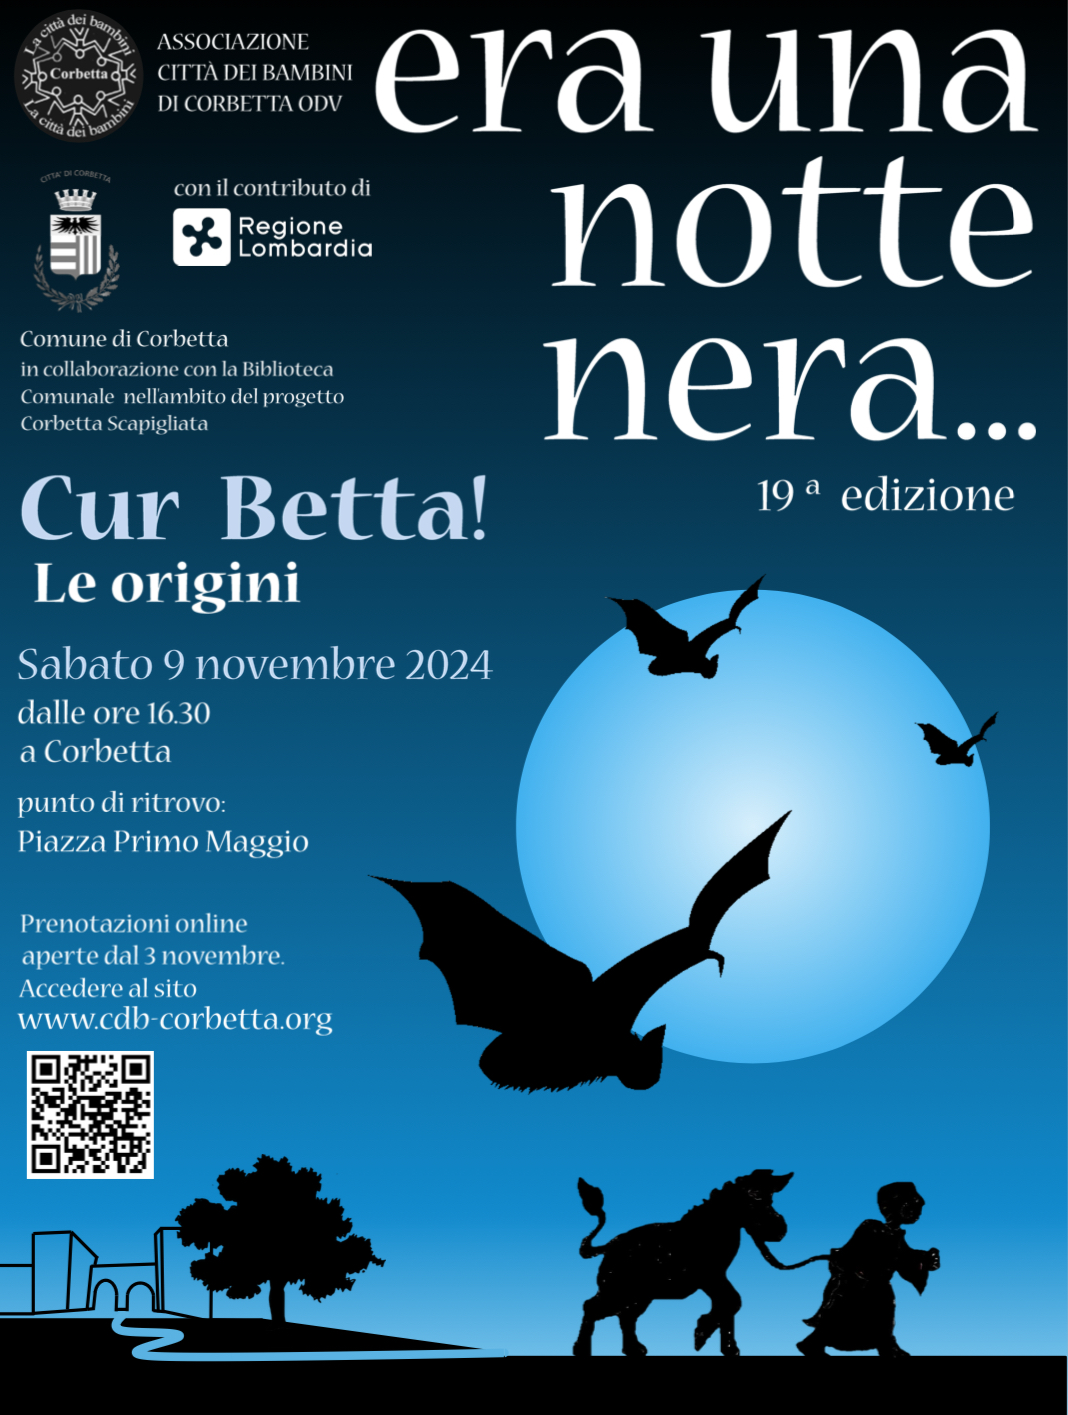 La città dei bambini
Corbetta
La città dei bambini
ASSOCIAZIONE
CITTÀ DEI BAMBINI
DI CORBETTA ODV
era una
notte
nera...
19ª edizione
CITTA' DI CORBETTA
con il contributo di
Regione
Lombardia
Comune di Corbetta
in collaborazione con la Biblioteca
Comunale nell'ambito del progetto
Corbetta Scapigliata
Cur Betta!
Le origini
Sabato 9 novembre 2024
dalle ore 16.30
a Corbetta
punto di ritrovo:
Piazza Primo Maggio
Prenotazioni online
aperte dal 3 novembre.
Accedere al sito
www.cdb-corbetta.org